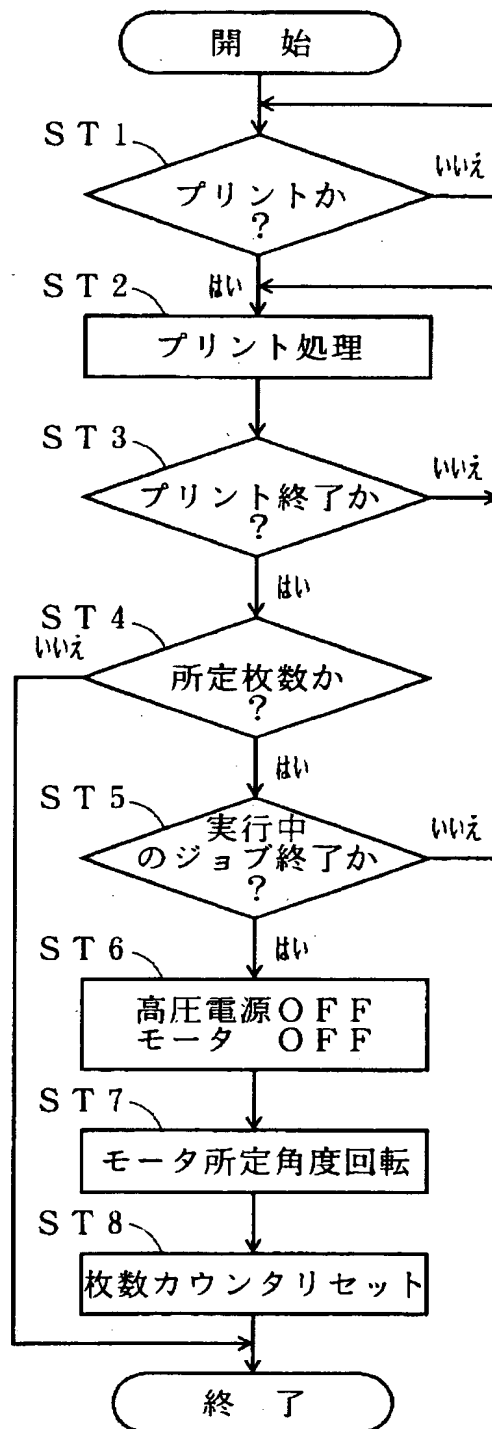 開 始
ST1
プリントか
?
いいえ
はい
ST2
プリント処理
ST3
プリント終了か
?
いいえ
はい
ST4
いいえ
所定枚数か
?
はい
ST5
実行中
のジョブ終了か
?
いいえ
はい
ST6
高圧電源OFF
モータ OFF
ST7
モータ所定角度回転
ST8
枚数カウンタリセット
終 了